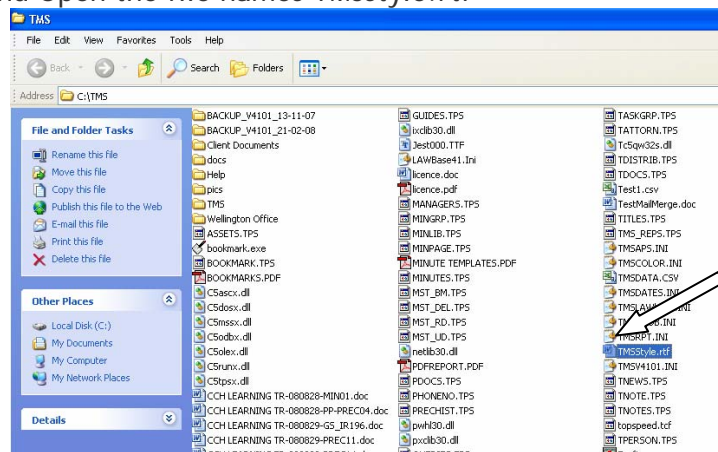 TMS
File Edit View Favorites Tools Help
Back Search Folders
Address C:\TMS
File and Folder Tasks
Rename this file
Move this file
Copy this file
Publish this file to the Web
E-mail this file
Print this file
Delete this file
Other Places
Local Disk (C:)
My Documents
My Computer
My Network Places
Details
BACKUP_V4101_13-11-07
BACKUP_V4101_21-02-08
Client Documents
docs
Help
pics
TMS
Wellington Office
ASSETS.TPS
bookmark.exe
BOOKMARK.TPS
BOOKMARKS.PDF
C5ascx.dll
C5dosx.dll
C5mssx.dll
C5odbx.dll
C5olex.dll
C5runx.dll
C5tpsx.dll
CCH LEARNING TR-080828-MIN01.doc
CCH LEARNING TR-080828-PP-PREC04.doc
CCH LEARNING TR-080829-GS_IR196.doc
CCH LEARNING TR-080829-PREC11.doc
GUIDES.TPS
ixclib30.dll
Jest000.TTF
LAWBase41.Ini
licence.doc
licence.pdf
MANAGERS.TPS
MINGRP.TPS
MINLIB.TPS
MINPAGE.TPS
MINUTE TEMPLATES.PDF
MINUTES.TPS
MST_BM.TPS
MST_DEL.TPS
MST_RD.TPS
MST_UD.TPS
netlib30.dll
PDFREPORT.PDF
PDOCS.TPS
PHONENO.TPS
PRECHIST.TPS
pwhl30.dll
pxclib30.dll
TASKGRP.TPS
TATTORN.TPS
Tc5qw32s.dll
TDISTRIB.TPS
TDOCS.TPS
Test1.csv
TestMailMerge.doc
TITLES.TPS
TMS_REPS.TPS
TMSAPS.INI
TMSCOLOR.INI
TMSDATA.CSV
TMSDATES.INI
TMSRPT.INI
TMSStyle.rtf
TMSV4101.INI
TNEWS.TPS
TNOTE.TPS
TNOTES.TPS
topspeed.tcf
TPERSON.TPS